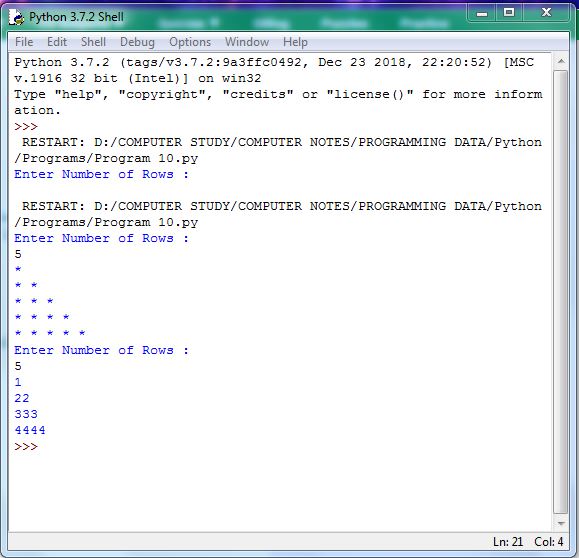 Python 3.7.2 Shell
File Edit Shell Debug Options Window Help
Python 3.7.2 (tags/v3.7.2:9a3ffc0492, Dec 23 2018, 22:20:52) [MSC
v.1916 32 bit (Intel)] on win32
Type "help", "copyright", "credits" or "license()" for more inform
ation.
>>>
 RESTART: D:/COMPUTER STUDY/COMPUTER NOTES/PROGRAMMING DATA/Python
/Programs/Program 10.py
Enter Number of Rows :
 RESTART: D:/COMPUTER STUDY/COMPUTER NOTES/PROGRAMMING DATA/Python
/Programs/Program 10.py
Enter Number of Rows :
5
*
* *
* * *
* * * *
* * * * *
Enter Number of Rows :
5
1
22
333
4444
>>>
Ln: 21 Col: 4